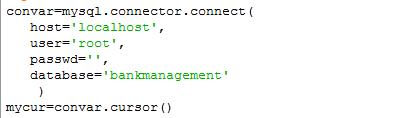 convar=mysql.connector.connect(
    host='localhost',
    user='root',
    passwd='',
    database='bankmanagement'
     )
mycur=convar.cursor()